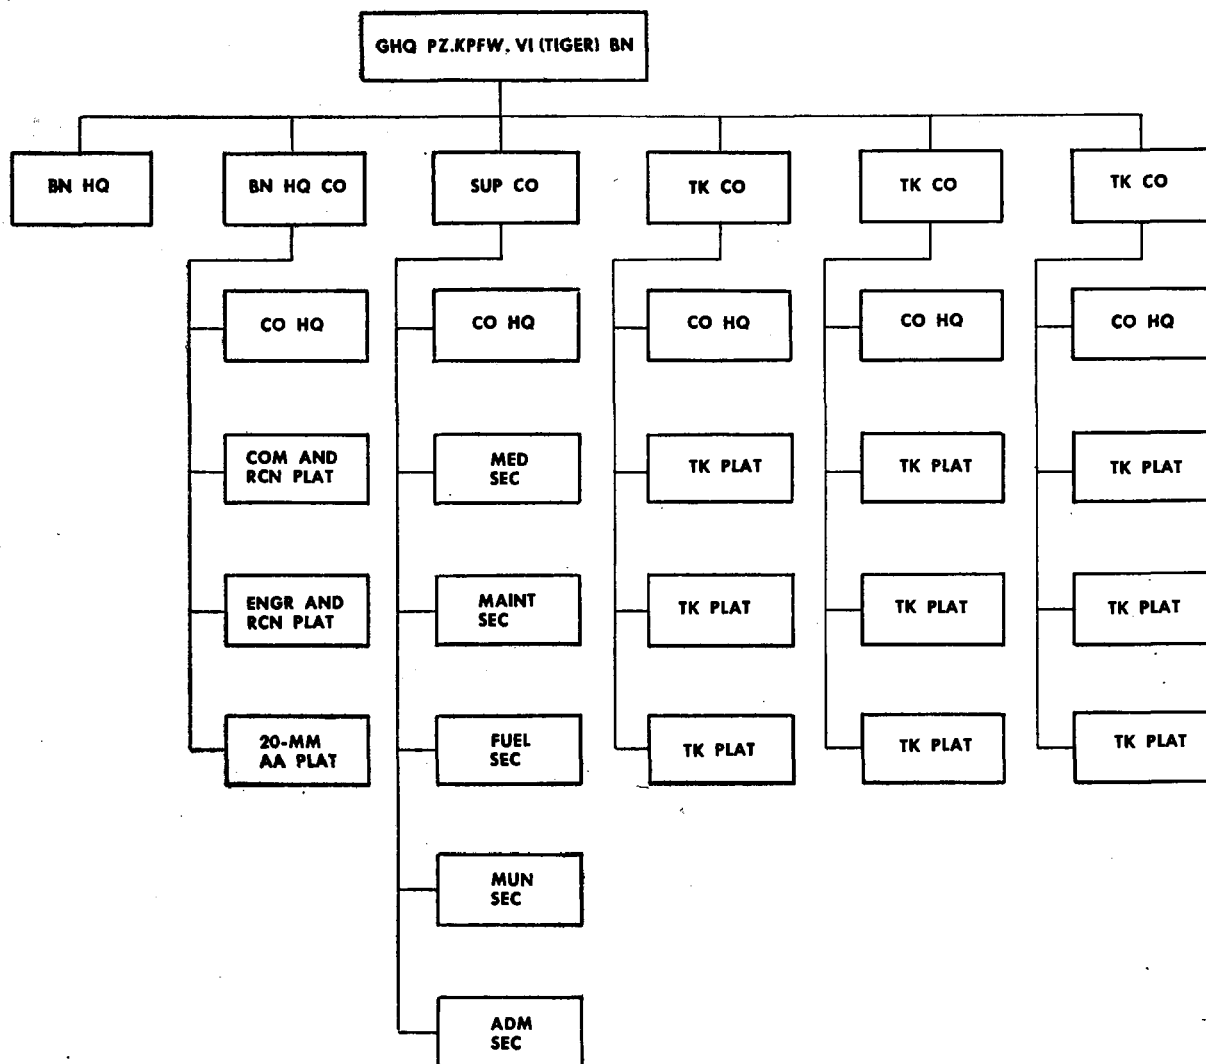 GHQ PZ.KPFW. VI (TIGER) BN
BN HQ
BN HQ CO
SUP CO
TK CO
TK CO
TK CO
CO HQ
CO HQ
CO HQ
CO HQ
CO HQ
COM AND
RCN PLAT
MED
SEC
TK PLAT
TK PLAT
TK PLAT
ENGR AND
RCN PLAT
MAINT
SEC
TK PLAT
TK PLAT
TK PLAT
20-MM
AA PLAT
FUEL
SEC
TK PLAT
TK PLAT
TK PLAT
MUN
SEC
ADM
SEC